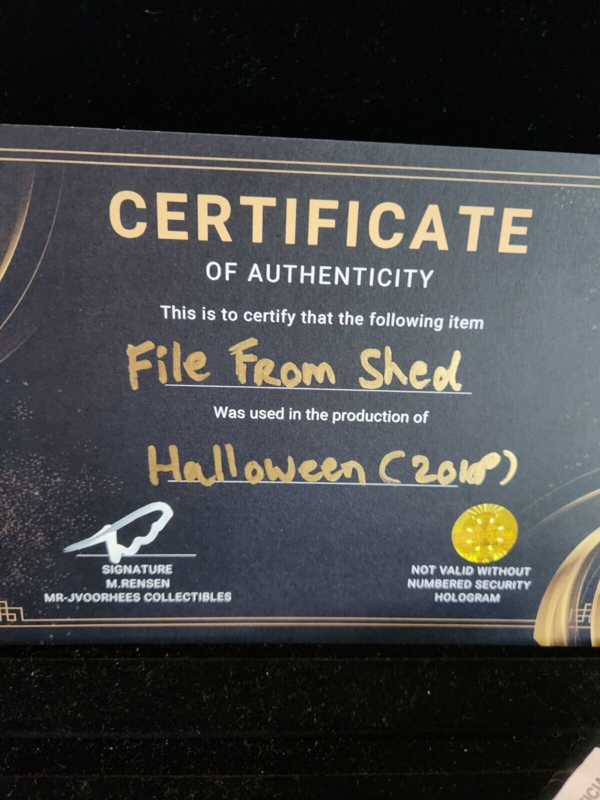 CERTIFICATE
OF AUTHENTICITY
This is to certify that the following item
File From Shed
Was used in the production of
Halloween (2018)
SIGNATURE
M.RENSEN
MR-JVOORHEES COLLECTIBLES
NOT VALID WITHOUT
NUMBERED SECURITY
HOLOGRAM